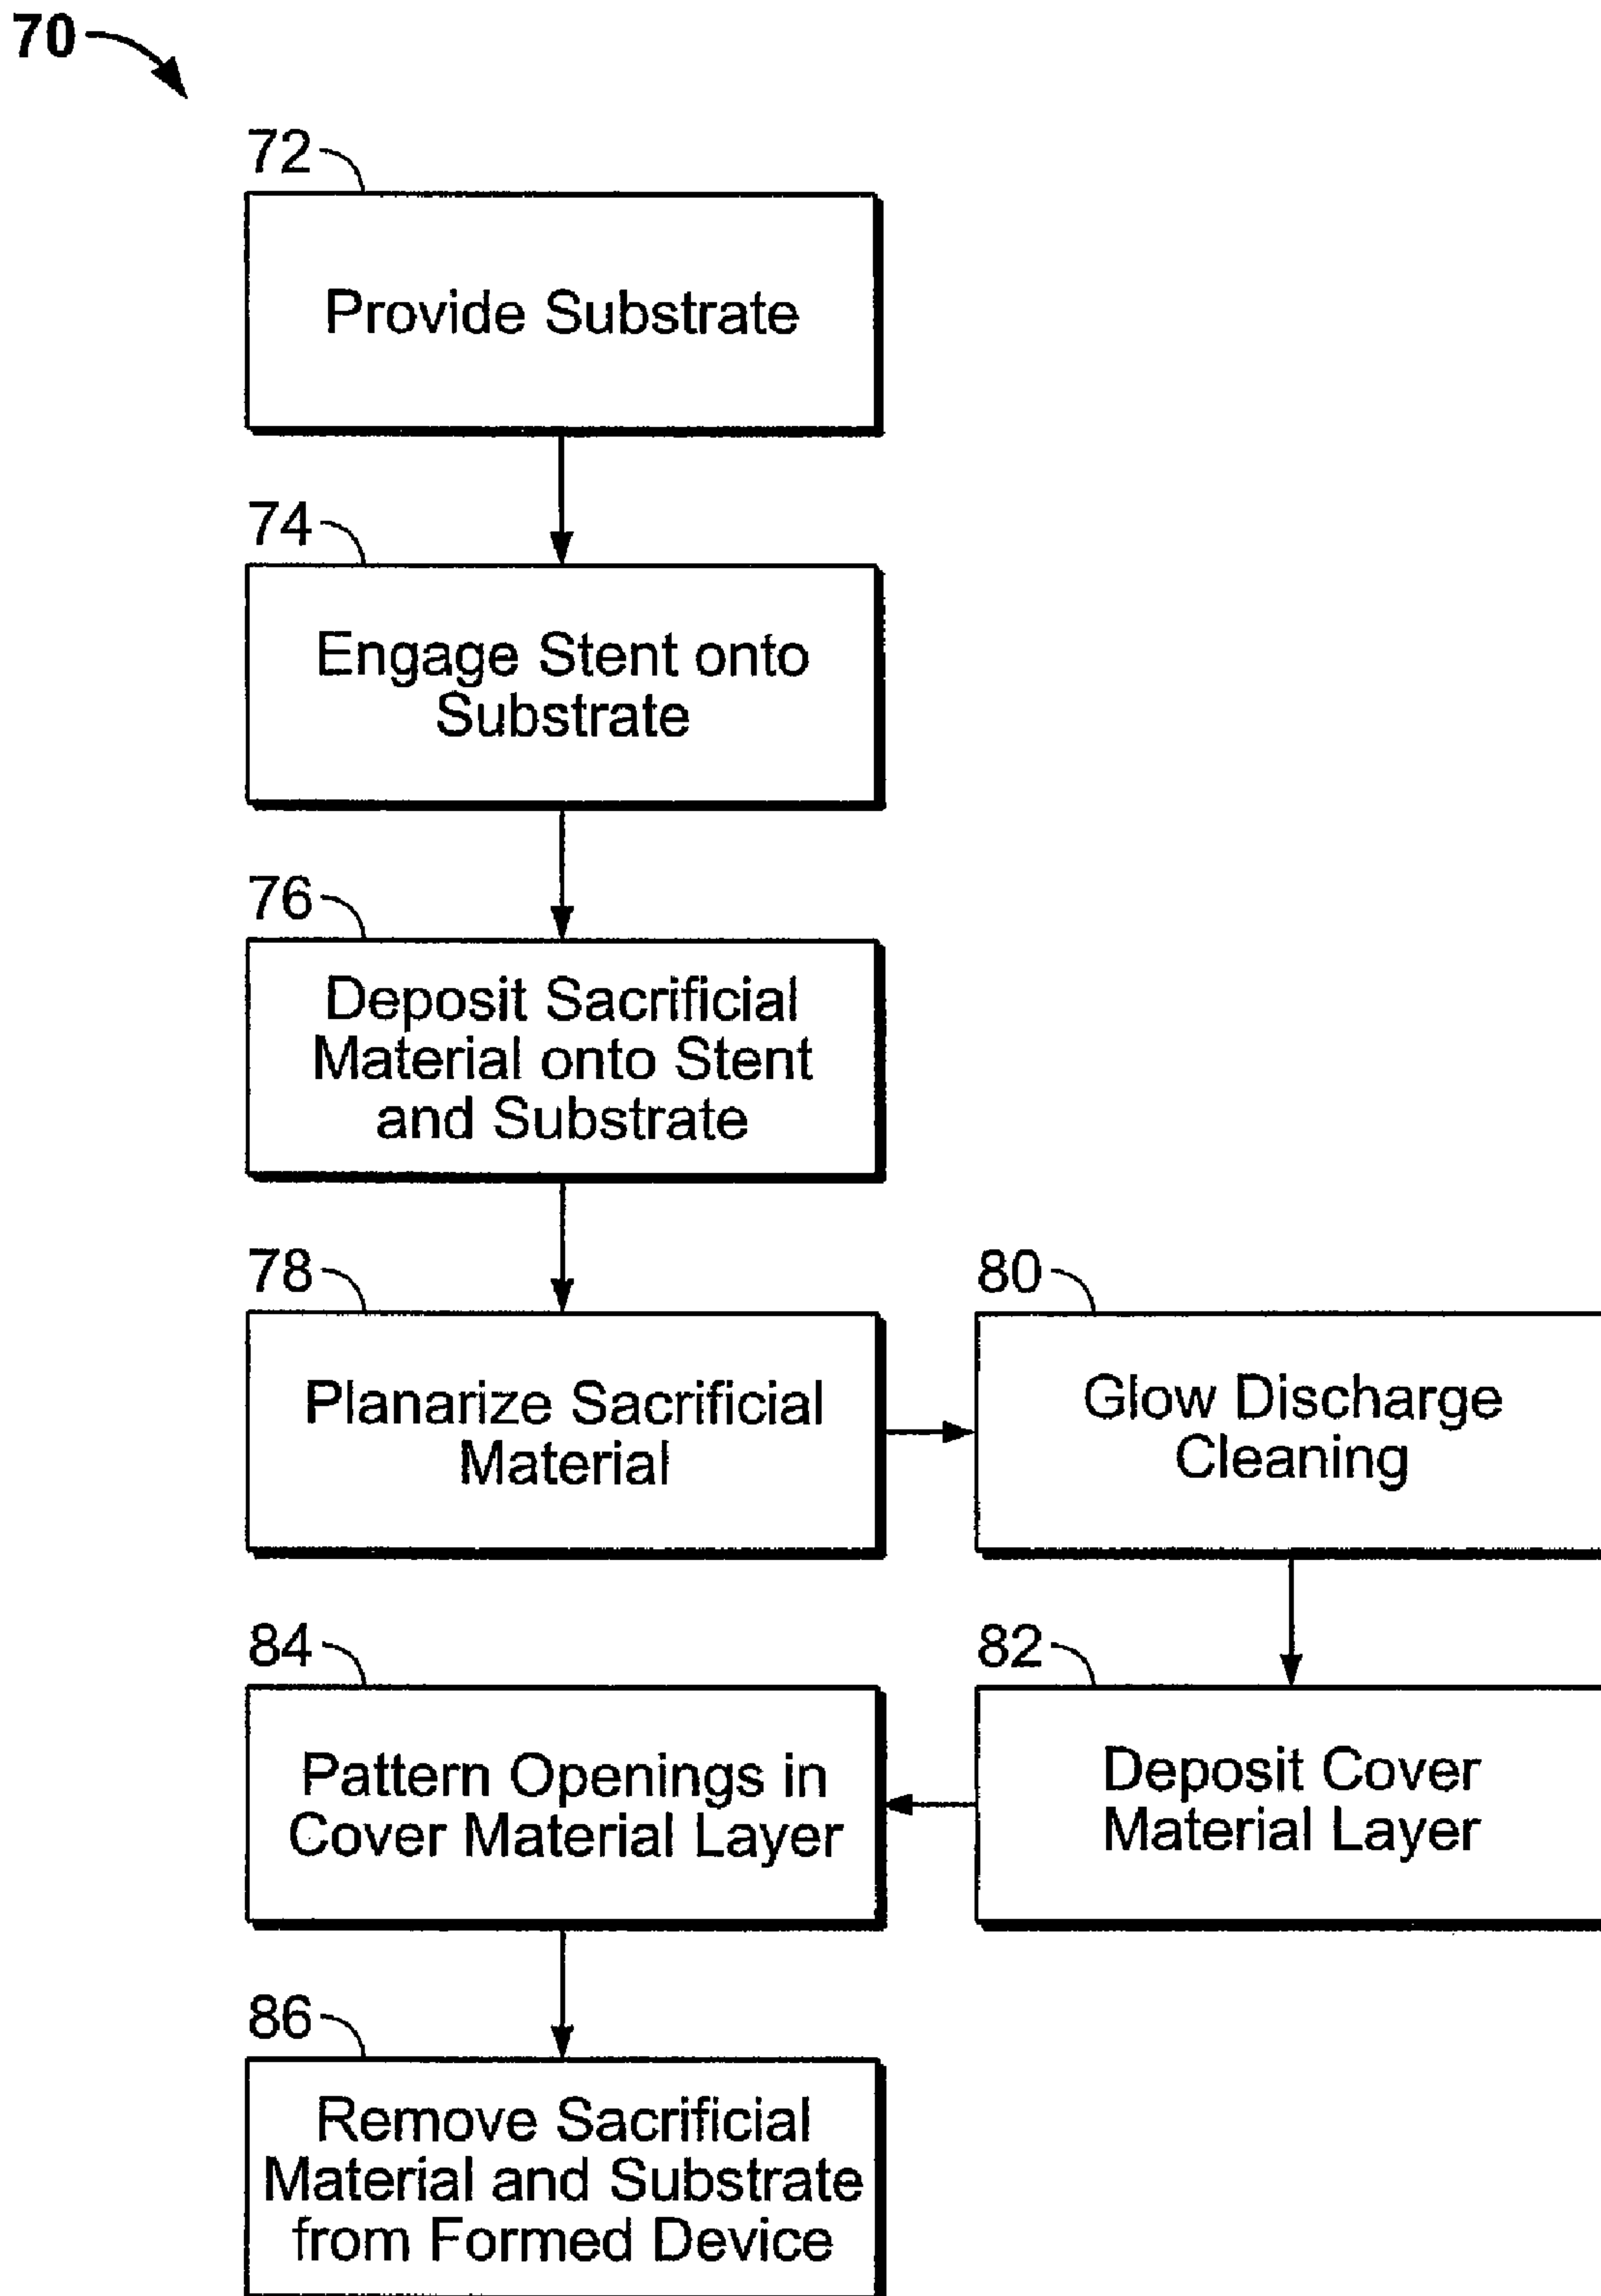 70
72
Provide Substrate
74
Engage Stent onto
Substrate
76
Deposit Sacrificial
Material onto Stent
and Substrate
78
Planarize Sacrificial
Material
80
Glow Discharge
Cleaning
82
Deposit Cover
Material Layer
84
Pattern Openings in
Cover Material Layer
86
Remove Sacrificial
Material and Substrate
from Formed Device